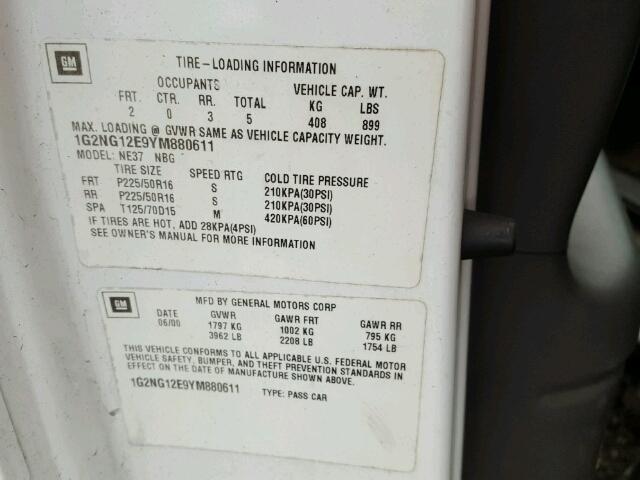 GM
TIRE-LOADING INFORMATION
OCCUPANTS VEHICLE CAP. WT.
FRT. CTR. RR. TOTAL KG LBS
2 0 3 5 408 899
MAX. LOADING @ GVWR SAME AS VEHICLE CAPACITY WEIGHT.
1G2NG12E9YM880611
MODEL: NE37 NBG
TIRE SIZE SPEED RTG COLD TIRE PRESSURE
FRT P225/50R16 S 210KPA(30PSI)
RR P225/50R16 S 210KPA(30PSI)
SPA T125/70D15 M 420KPA(60PSI)
IF TIRES ARE HOT, ADD 28KPA(4PSI)
SEE OWNER'S MANUAL FOR MORE INFORMATION
GM
MFD BY GENERAL MOTORS CORP
DATE GVWR GAWR FRT GAWR RR
06/00 1797 KG 1002 KG 795 KG
3962 LB 2208 LB 1754 LB
THIS VEHICLE CONFORMS TO ALL APPLICABLE U.S. FEDERAL MOTOR
VEHICLE SAFETY, BUMPER, AND THEFT PREVENTION STANDARDS IN
EFFECT ON THE DATE OF MANUFACTURE SHOWN ABOVE.
1G2NG12E9YM880611 TYPE: PASS CAR